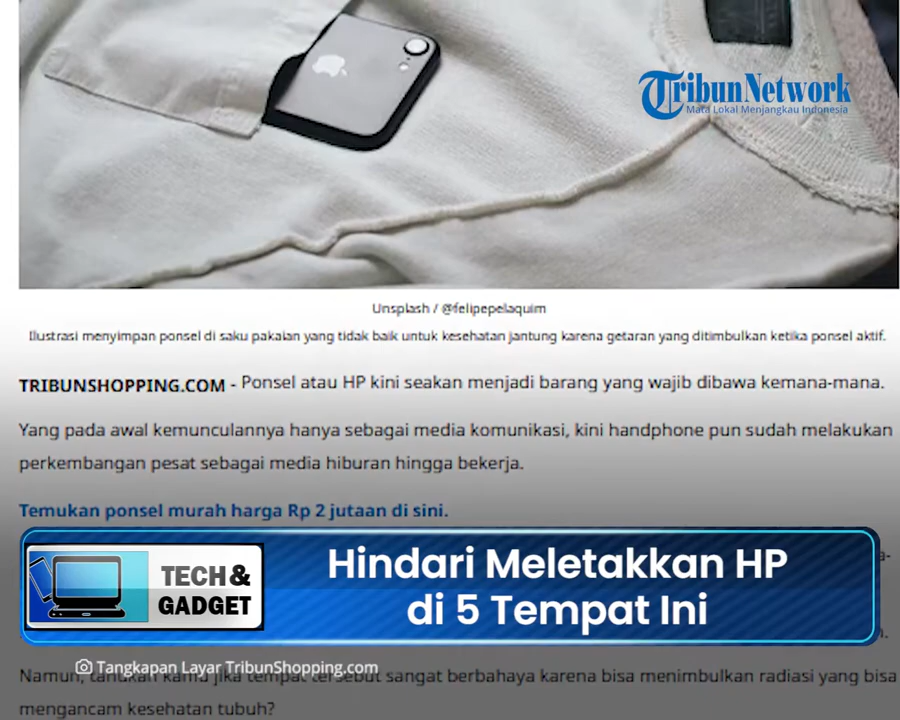 TribunNetwork
Mata Lokal Menjangkau Indonesia
Unsplash / @felipepelaquim
Ilustrasi menyimpan ponsel di saku pakaian yang tidak baik untuk kesehatan jantung karena getaran yang ditimbulkan ketika ponsel aktif.
TRIBUNSHOPPING.COM - Ponsel atau HP kini seakan menjadi barang yang wajib dibawa kemana-mana.
Yang pada awal kemunculannya hanya sebagai media komunikasi, kini handphone pun sudah melakukan
perkembangan pesat sebagai media hiburan hingga bekerja.
Temukan ponsel murah harga Rp 2 jutaan di sini.
TECH &
GADGET
Hindari Meletakkan HP
di 5 Tempat Ini
Tangkapan Layar TribunShopping.com
Namun, tahukah kamu jika tempat tersebut sangat berbahaya karena bisa menimbulkan radiasi yang bisa
mengancam kesehatan tubuh?